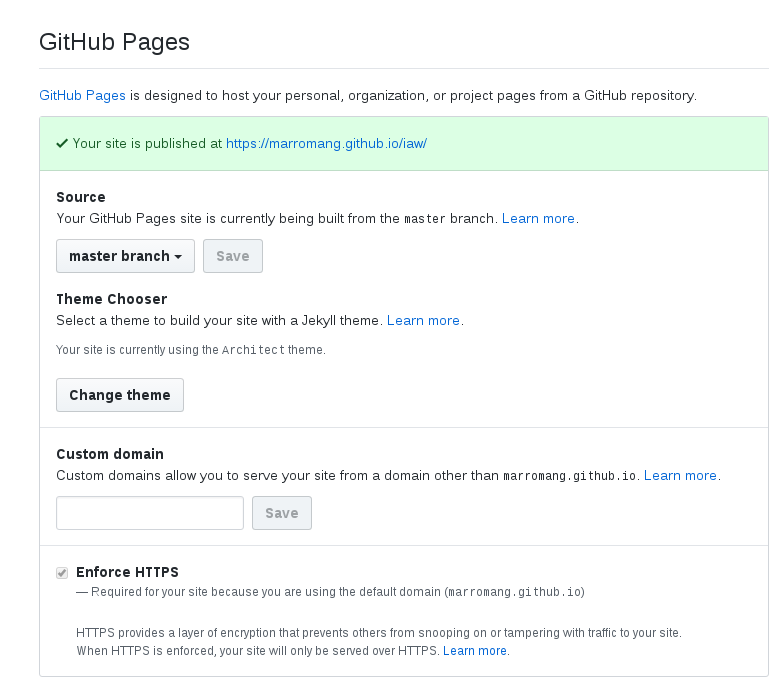 GitHub Pages
GitHub Pages is designed to host your personal, organization, or project pages from a GitHub repository.
Your site is published at https://marromang.github.io/iaw/
Source
Your GitHub Pages site is currently being built from the master branch. Learn more.
master branch Save
Theme Chooser
Select a theme to build your site with a Jekyll theme. Learn more.
Your site is currently using the Architect theme.
Change theme
Custom domain
Custom domains allow you to serve your site from a domain other than marromang.github.io. Learn more.
Save
Enforce HTTPS
— Required for your site because you are using the default domain (marromang.github.io)
HTTPS provides a layer of encryption that prevents others from snooping on or tampering with traffic to your site.
When HTTPS is enforced, your site will only be served over HTTPS. Learn more.